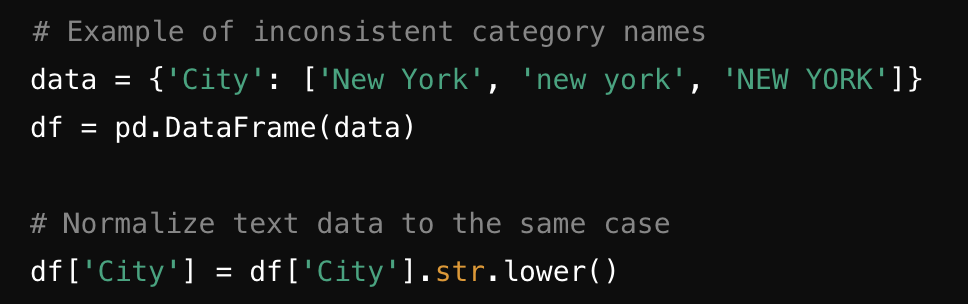 # Example of inconsistent category names
data = {'City': ['New York', 'new york', 'NEW YORK']}
df = pd.DataFrame(data)
# Normalize text data to the same case
df['City'] = df['City'].str.lower()